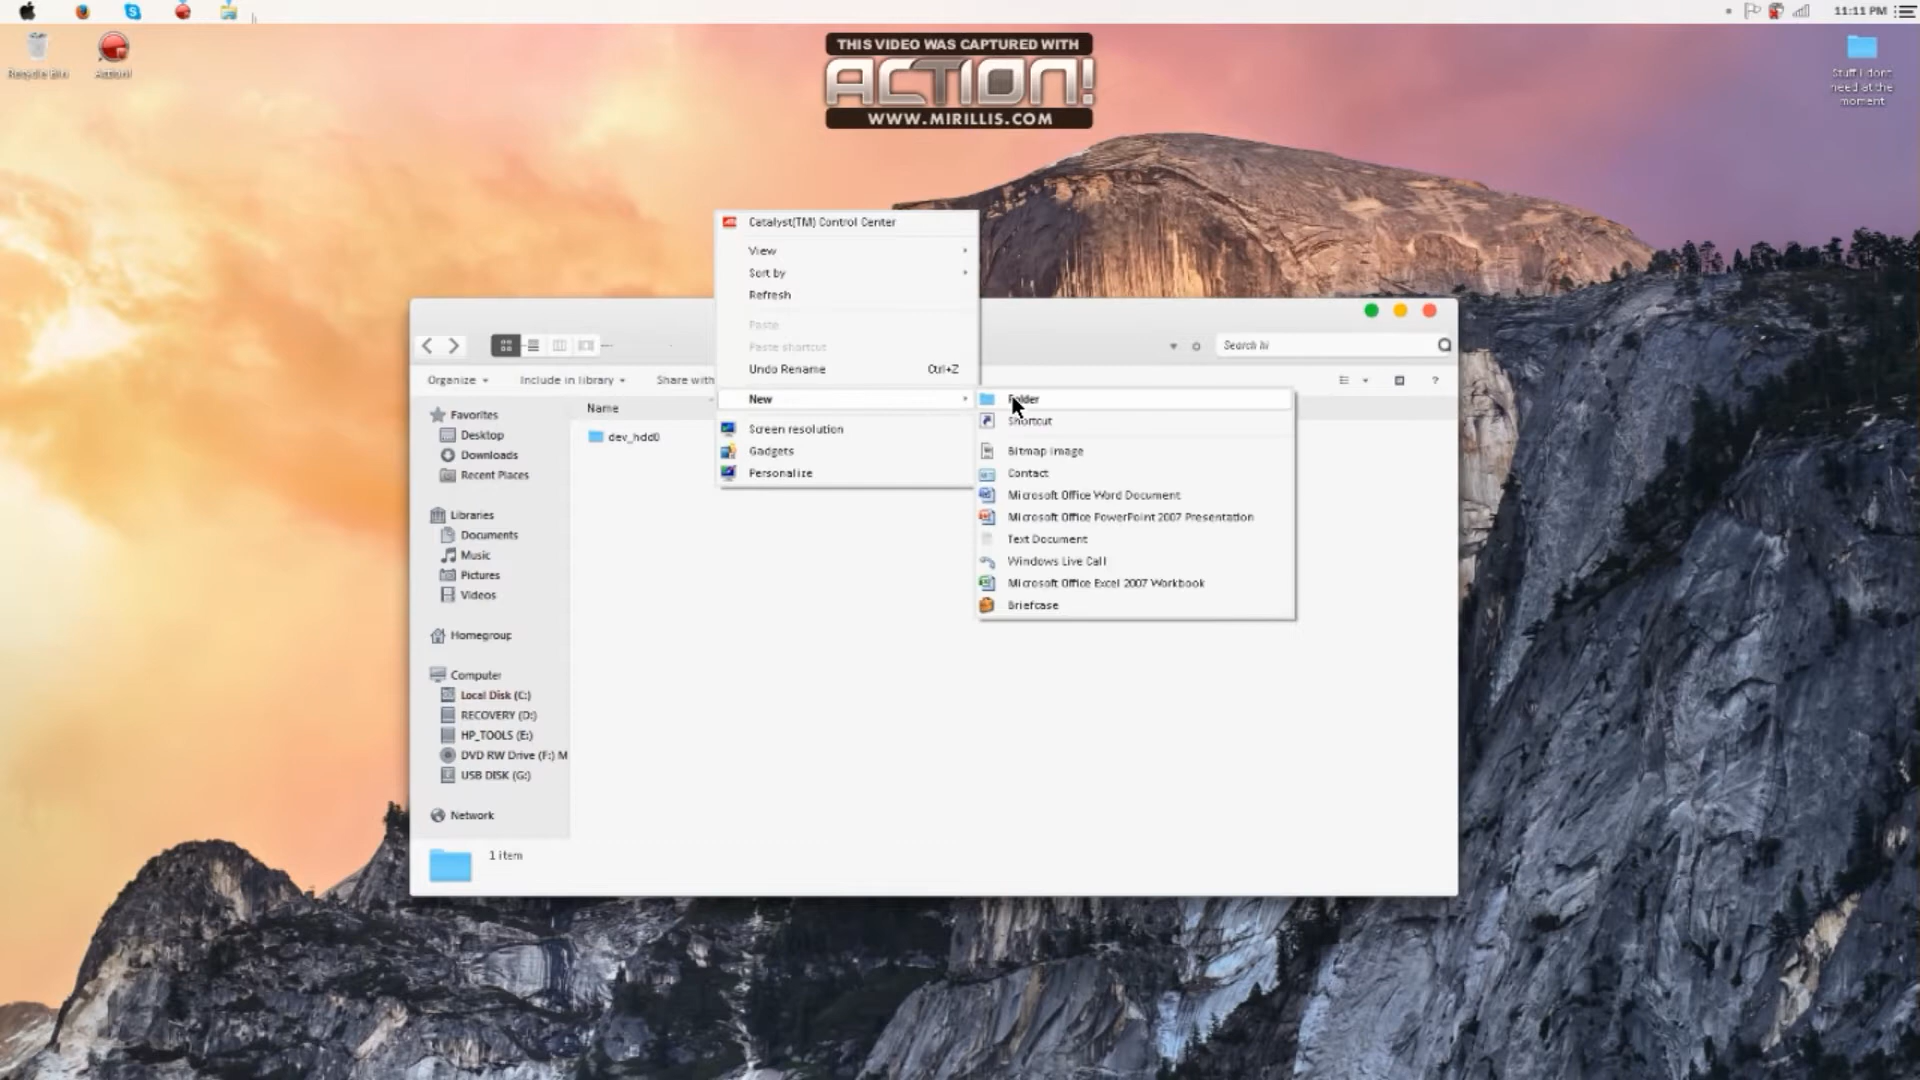 11:11 PM
Recycle Bin
Action!
THIS VIDEO WAS CAPTURED WITH
ACTION!
WWW.MIRILLIS.COM
Stuff I dont
need at the
moment
Catalyst(TM) Control Center
View
Sort by
Refresh
Paste
Paste shortcut
Undo Rename Ctrl+Z
New
Screen resolution
Gadgets
Personalize
Folder
Shortcut
Bitmap image
Contact
Microsoft Office Word Document
Microsoft Office PowerPoint 2007 Presentation
Text Document
Windows Live Call
Microsoft Office Excel 2007 Workbook
Briefcase
Search hi
Organize
Include in library
Share with
?
Name
dev_hdd0
Favorites
Desktop
Downloads
Recent Places
Libraries
Documents
Music
Pictures
Videos
Homegroup
Computer
Local Disk (C:)
RECOVERY (D:)
HP_TOOLS (E:)
DVD RW Drive (F:) M
USB DISK (G:)
Network
1 item